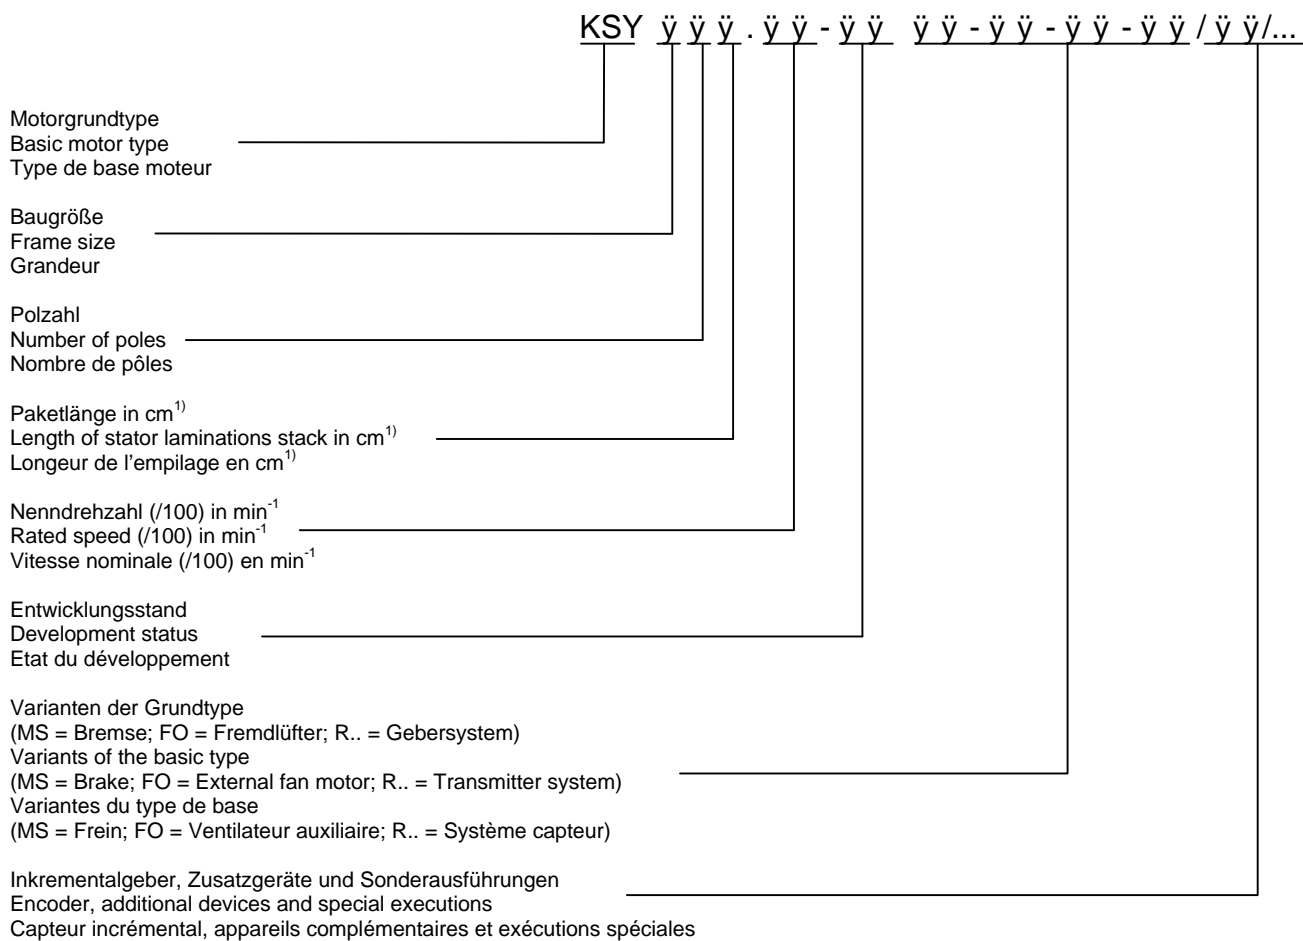 KSY ÿ ÿ ÿ . ÿ ÿ - ÿ ÿ ÿ ÿ - ÿ ÿ - ÿ ÿ - ÿ ÿ / ÿ ÿ/...
Motorgrundtype
Basic motor type
Type de base moteur
Baugröße
Frame size
Grandeur
Polzahl
Number of poles
Nombre de pôles
Paketlänge in cm¹⁾
Length of stator laminations stack in cm¹⁾
Longeur de l’empilage en cm¹⁾
Nenndrehzahl (/100) in min⁻¹
Rated speed (/100) in min⁻¹
Vitesse nominale (/100) en min⁻¹
Entwicklungsstand
Development status
Etat du développement
Varianten der Grundtype
(MS = Bremse; FO = Fremdlüfter; R.. = Gebersystem)
Variants of the basic type
(MS = Brake; FO = External fan motor; R.. = Transmitter system)
Variantes du type de base
(MS = Frein; FO = Ventilateur auxiliaire; R.. = Système capteur)
Inkrementalgeber, Zusatzgeräte und Sonderausführungen
Encoder, additional devices and special executions
Capteur incrémental, appareils complémentaires et exécutions spéciales